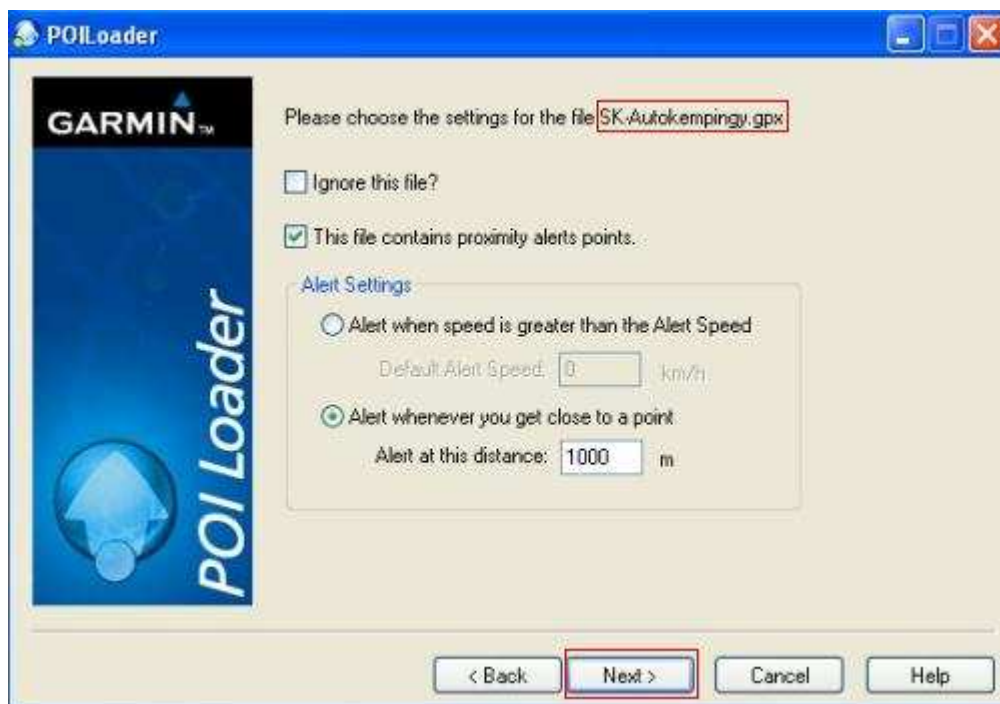 POILoader
GARMIN™
POI Loader
Please choose the settings for the file SK-Autokempingy.gpx
Ignore this file?
This file contains proximity alerts points.
Alert Settings
Alert when speed is greater than the Alert Speed
Default Alert Speed: 0 km/h
Alert whenever you get close to a point
Alert at this distance: 1000 m
< Back Next > Cancel Help